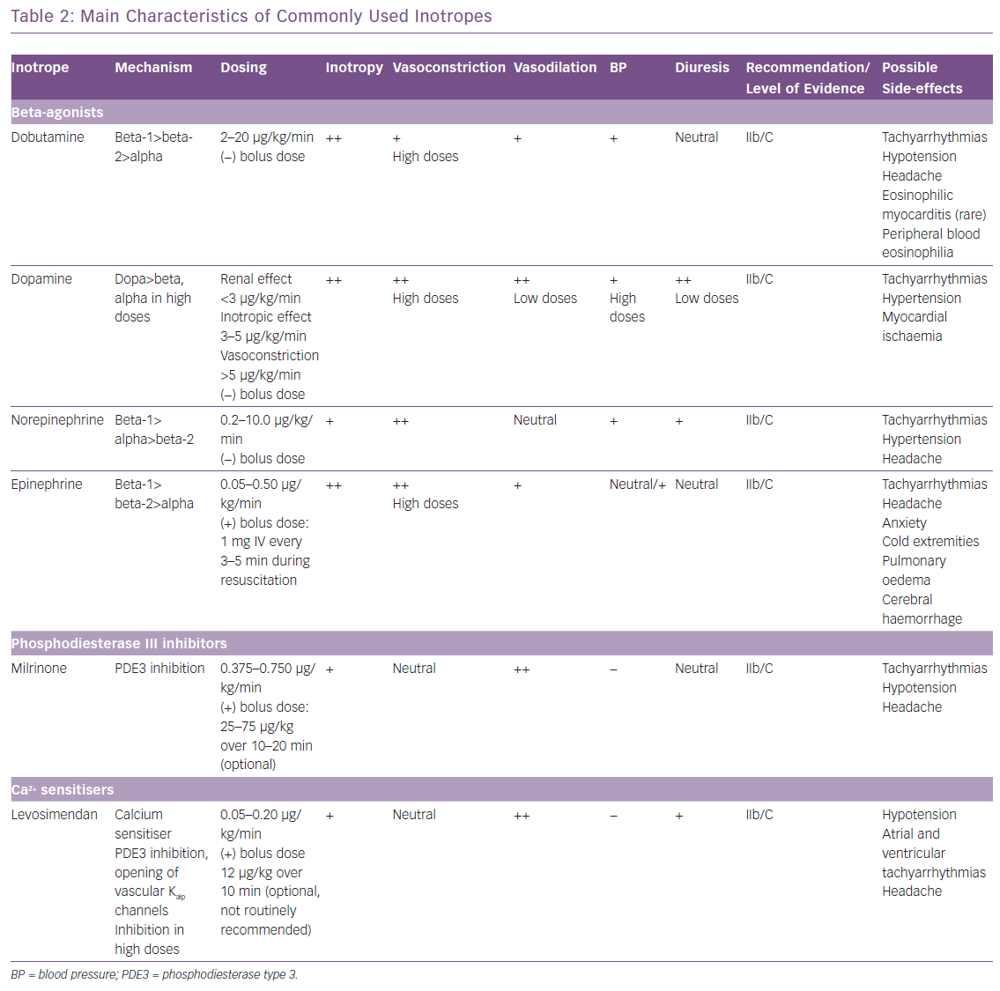 Table 2: Main Characteristics of Commonly Used Inotropes
Inotrope Mechanism Dosing Inotropy Vasoconstriction Vasodilation BP Diuresis Recommendation/ Possible
Level of Evidence Side-effects
Beta-agonists
Dobutamine Beta-1>beta- 2–20 µg/kg/min ++ + + + Neutral IIb/C Tachyarrhythmias
2>alpha (–) bolus dose High doses Hypotension
Headache
Eosinophilic
myocarditis (rare)
Peripheral blood
eosinophilia
Dopamine Dopa>beta, Renal effect ++ ++ ++ + ++ IIb/C Tachyarrhythmias
alpha in high <3 µg/kg/min High doses Low doses High Low doses Hypertension
doses Inotropic effect doses Myocardial
3–5 µg/kg/min ischaemia
Vasoconstriction
>5 µg/kg/min
(–) bolus dose
Norepinephrine Beta-1> 0.2–10.0 µg/kg/ + ++ Neutral + + IIb/C Tachyarrhythmias
alpha>beta-2 min Hypertension
(–) bolus dose Headache
Epinephrine Beta-1> 0.05–0.50 µg/ ++ ++ + Neutral/+ Neutral IIb/C Tachyarrhythmias
beta-2>alpha kg/min High doses Headache
(+) bolus dose: Anxiety
1 mg IV every Cold extremities
3–5 min during Pulmonary
resuscitation oedema
Cerebral
haemorrhage
Phosphodiesterase III inhibitors
Milrinone PDE3 inhibition 0.375–0.750 µg/ + Neutral ++ – Neutral IIb/C Tachyarrhythmias
kg/min Hypotension
(+) bolus dose: Headache
25–75 µg/kg
over 10–20 min
(optional)
Ca2+ sensitisers
Levosimendan Calcium 0.05–0.20 µg/ + Neutral ++ – + IIb/C Hypotension
sensitiser kg/min Atrial and
PDE3 inhibition, (+) bolus dose ventricular
opening of 12 µg/kg over tachyarrhythmias
vascular Katp 10 min (optional, Headache
channels not routinely
Inhibition in recommended)
high doses
BP = blood pressure; PDE3 = phosphodiesterase type 3.